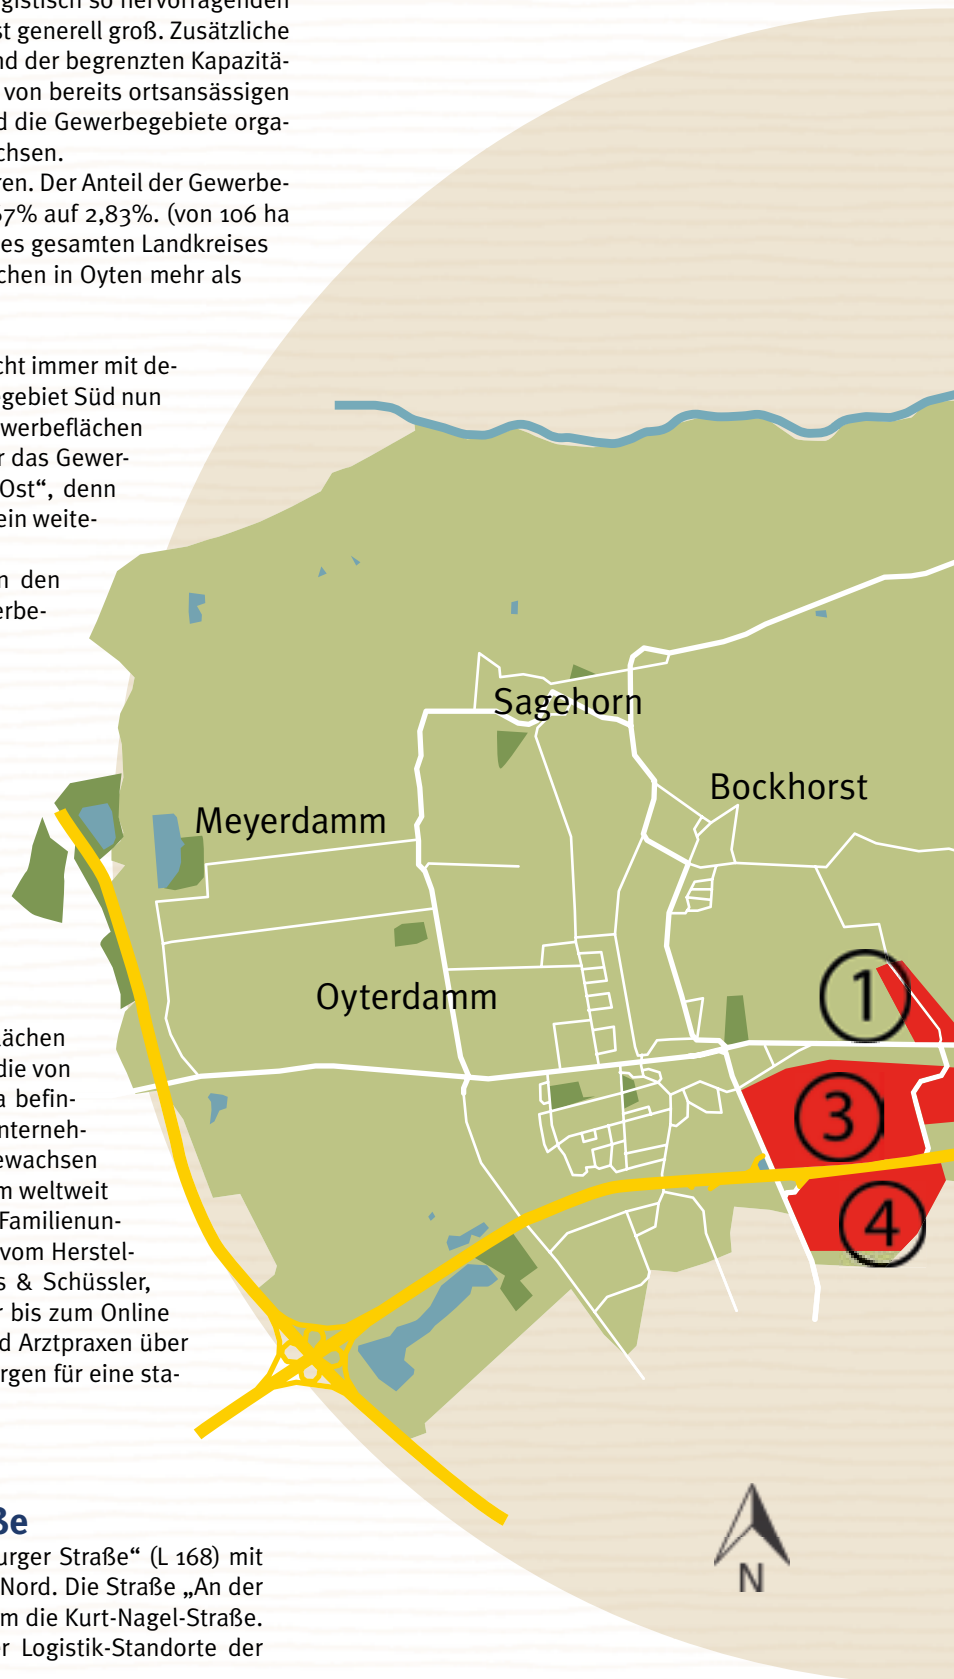 gistisch so hervorragenden
st generell groß. Zusätzliche
nd der begrenzten Kapazitä-
von bereits ortsansässigen
d die Gewerbegebiete orga-
chsen.
ren. Der Anteil der Gewerbe-
67% auf 2,83%. (von 106 ha
es gesamten Landkreises
chen in Oyten mehr als
cht immer mit de-
egebiet Süd nun
werbeflächen
r das Gewer-
Ost“, denn
ein weite-
n den
erbe-
Sagehorn
Bockhorst
Meyerdamm
Oyterdamm
1
3
4
lächen
die von
a befin-
nterneh-
ewachsen
m weltweit
Familienun-
vom Herstel-
s & Schüssler,
r bis zum Online
d Arztpraxen über
rgen für eine sta-
ße
urger Straße“ (L 168) mit
Nord. Die Straße „An der
m die Kurt-Nagel-Straße.
er Logistik-Standorte der
N